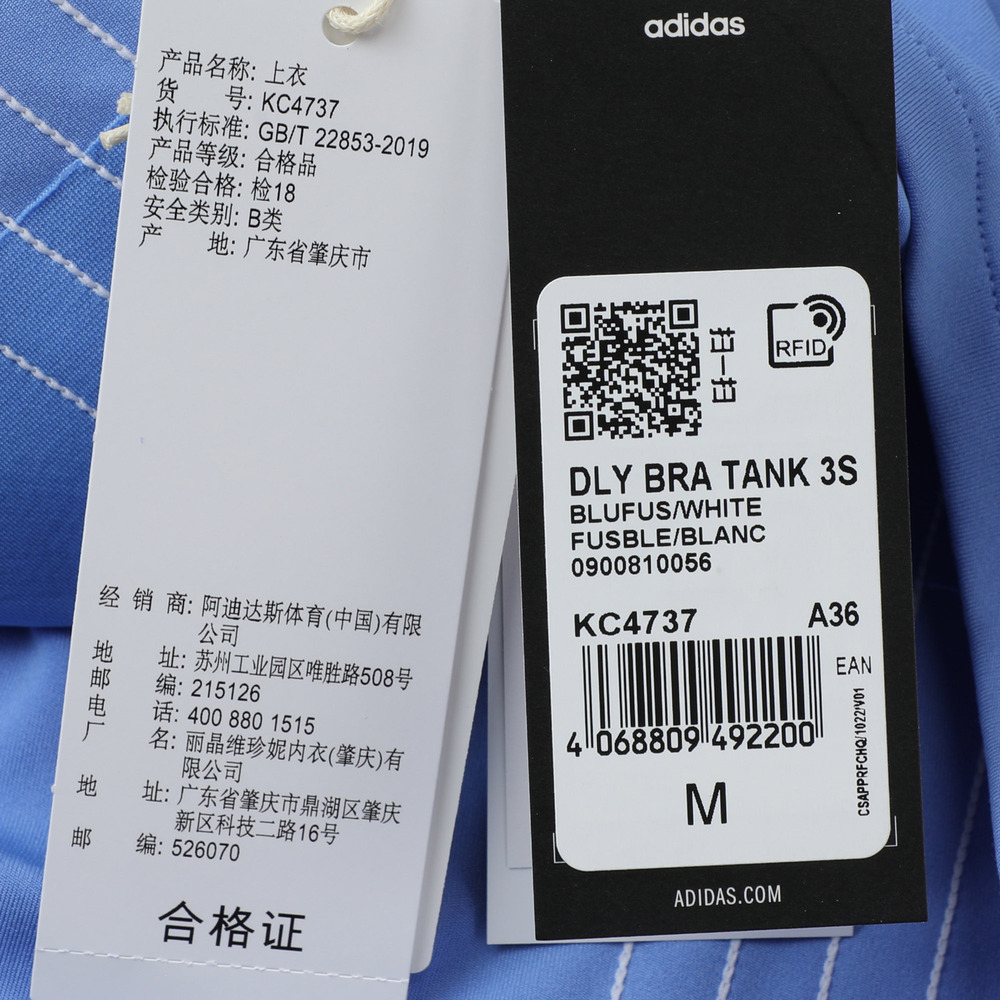 产品名称: 上衣
货 号: KC4737
执行标准: GB/T 22853-2019
产品等级: 合格品
检验合格: 检18
安全类别: B类
产 地: 广东省肇庆市
经 销 商: 阿迪达斯体育(中国)有限
公司
地 址: 苏州工业园区唯胜路508号
邮 编: 215126
电 话: 400 880 1515
厂 名: 丽晶维珍妮内衣(肇庆)有
限公司
地 址: 广东省肇庆市鼎湖区肇庆
新区科技二路16号
邮 编: 526070
合格证
adidas
扫一扫
RFID
DLY BRA TANK 3S
BLUFUS/WHITE
FUSBLE/BLANC
0900810056
KC4737 A36
EAN
4 068809 492200
CSAPPRFCHQ/1022/V01
M
ADIDAS.COM